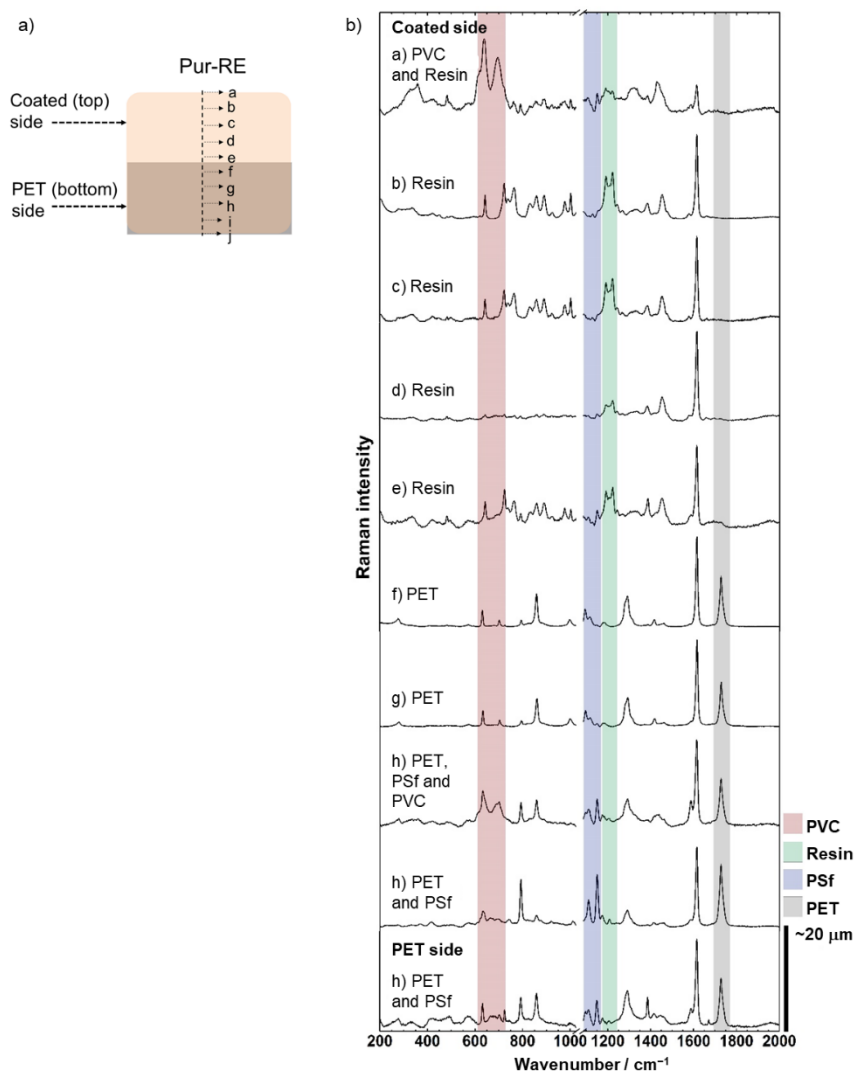 a)
Pur-RE
Coated (top)
side
PET (bottom)
side
a
b
c
d
e
f
g
h
i
j
b)
Coated side
a) PVC
and Resin
b) Resin
c) Resin
d) Resin
e) Resin
f) PET
g) PET
h) PET,
PSf and
PVC
h) PET
and PSf
PET side
h) PET
and PSf
Raman intensity
200 400 600 800 1000 1200 1400 1600 1800 2000
Wavenumber / cm⁻¹
PVC
Resin
PSf
PET
~20 µm